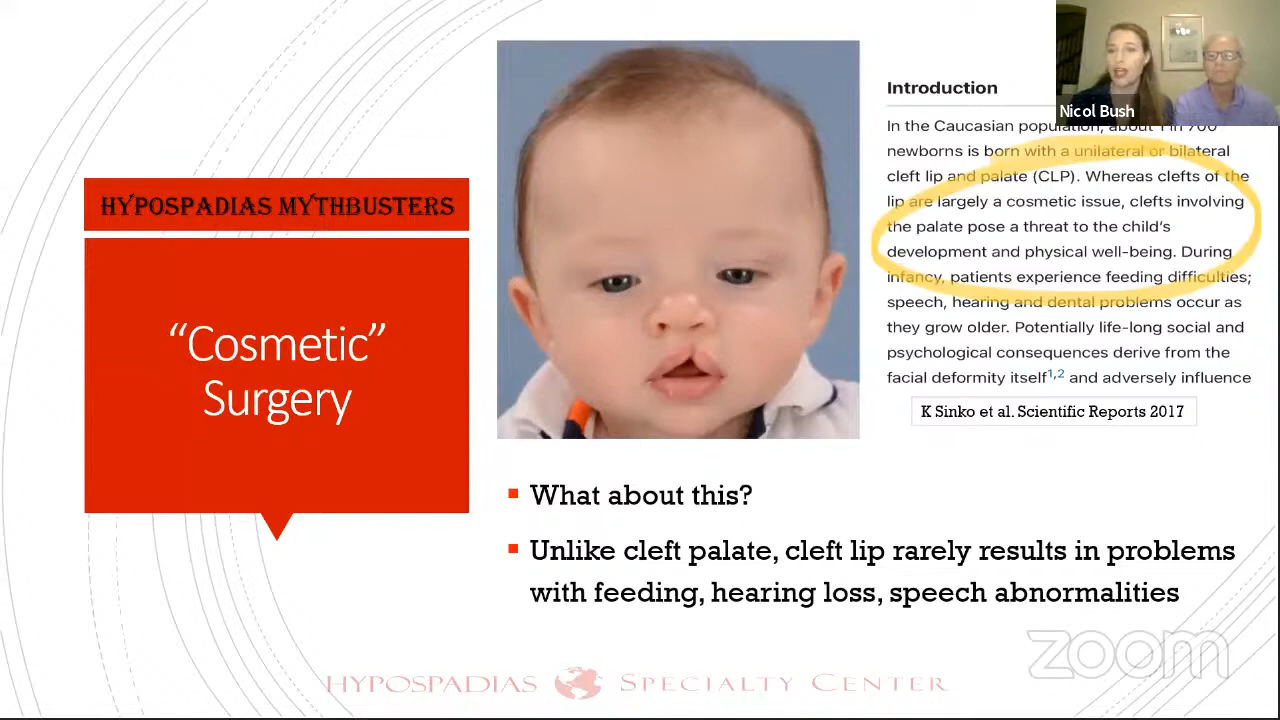 HYPOSPADIAS MYTHBUSTERS
“Cosmetic”
Surgery
Introduction
In the Caucasian population, about 1 in 700
newborns is born with a unilateral or bilateral
cleft lip and palate (CLP). Whereas clefts of the
lip are largely a cosmetic issue, clefts involving
the palate pose a threat to the child's
development and physical well-being. During
infancy, patients experience feeding difficulties;
speech, hearing and dental problems occur as
they grow older. Potentially life-long social and
psychological consequences derive from the
facial deformity itself1,2 and adversely influence
K Sinko et al. Scientific Reports 2017
Nicol Bush
What about this?
Unlike cleft palate, cleft lip rarely results in problems
with feeding, hearing loss, speech abnormalities
HYPOSPADIAS SPECIALTY CENTER
zoom